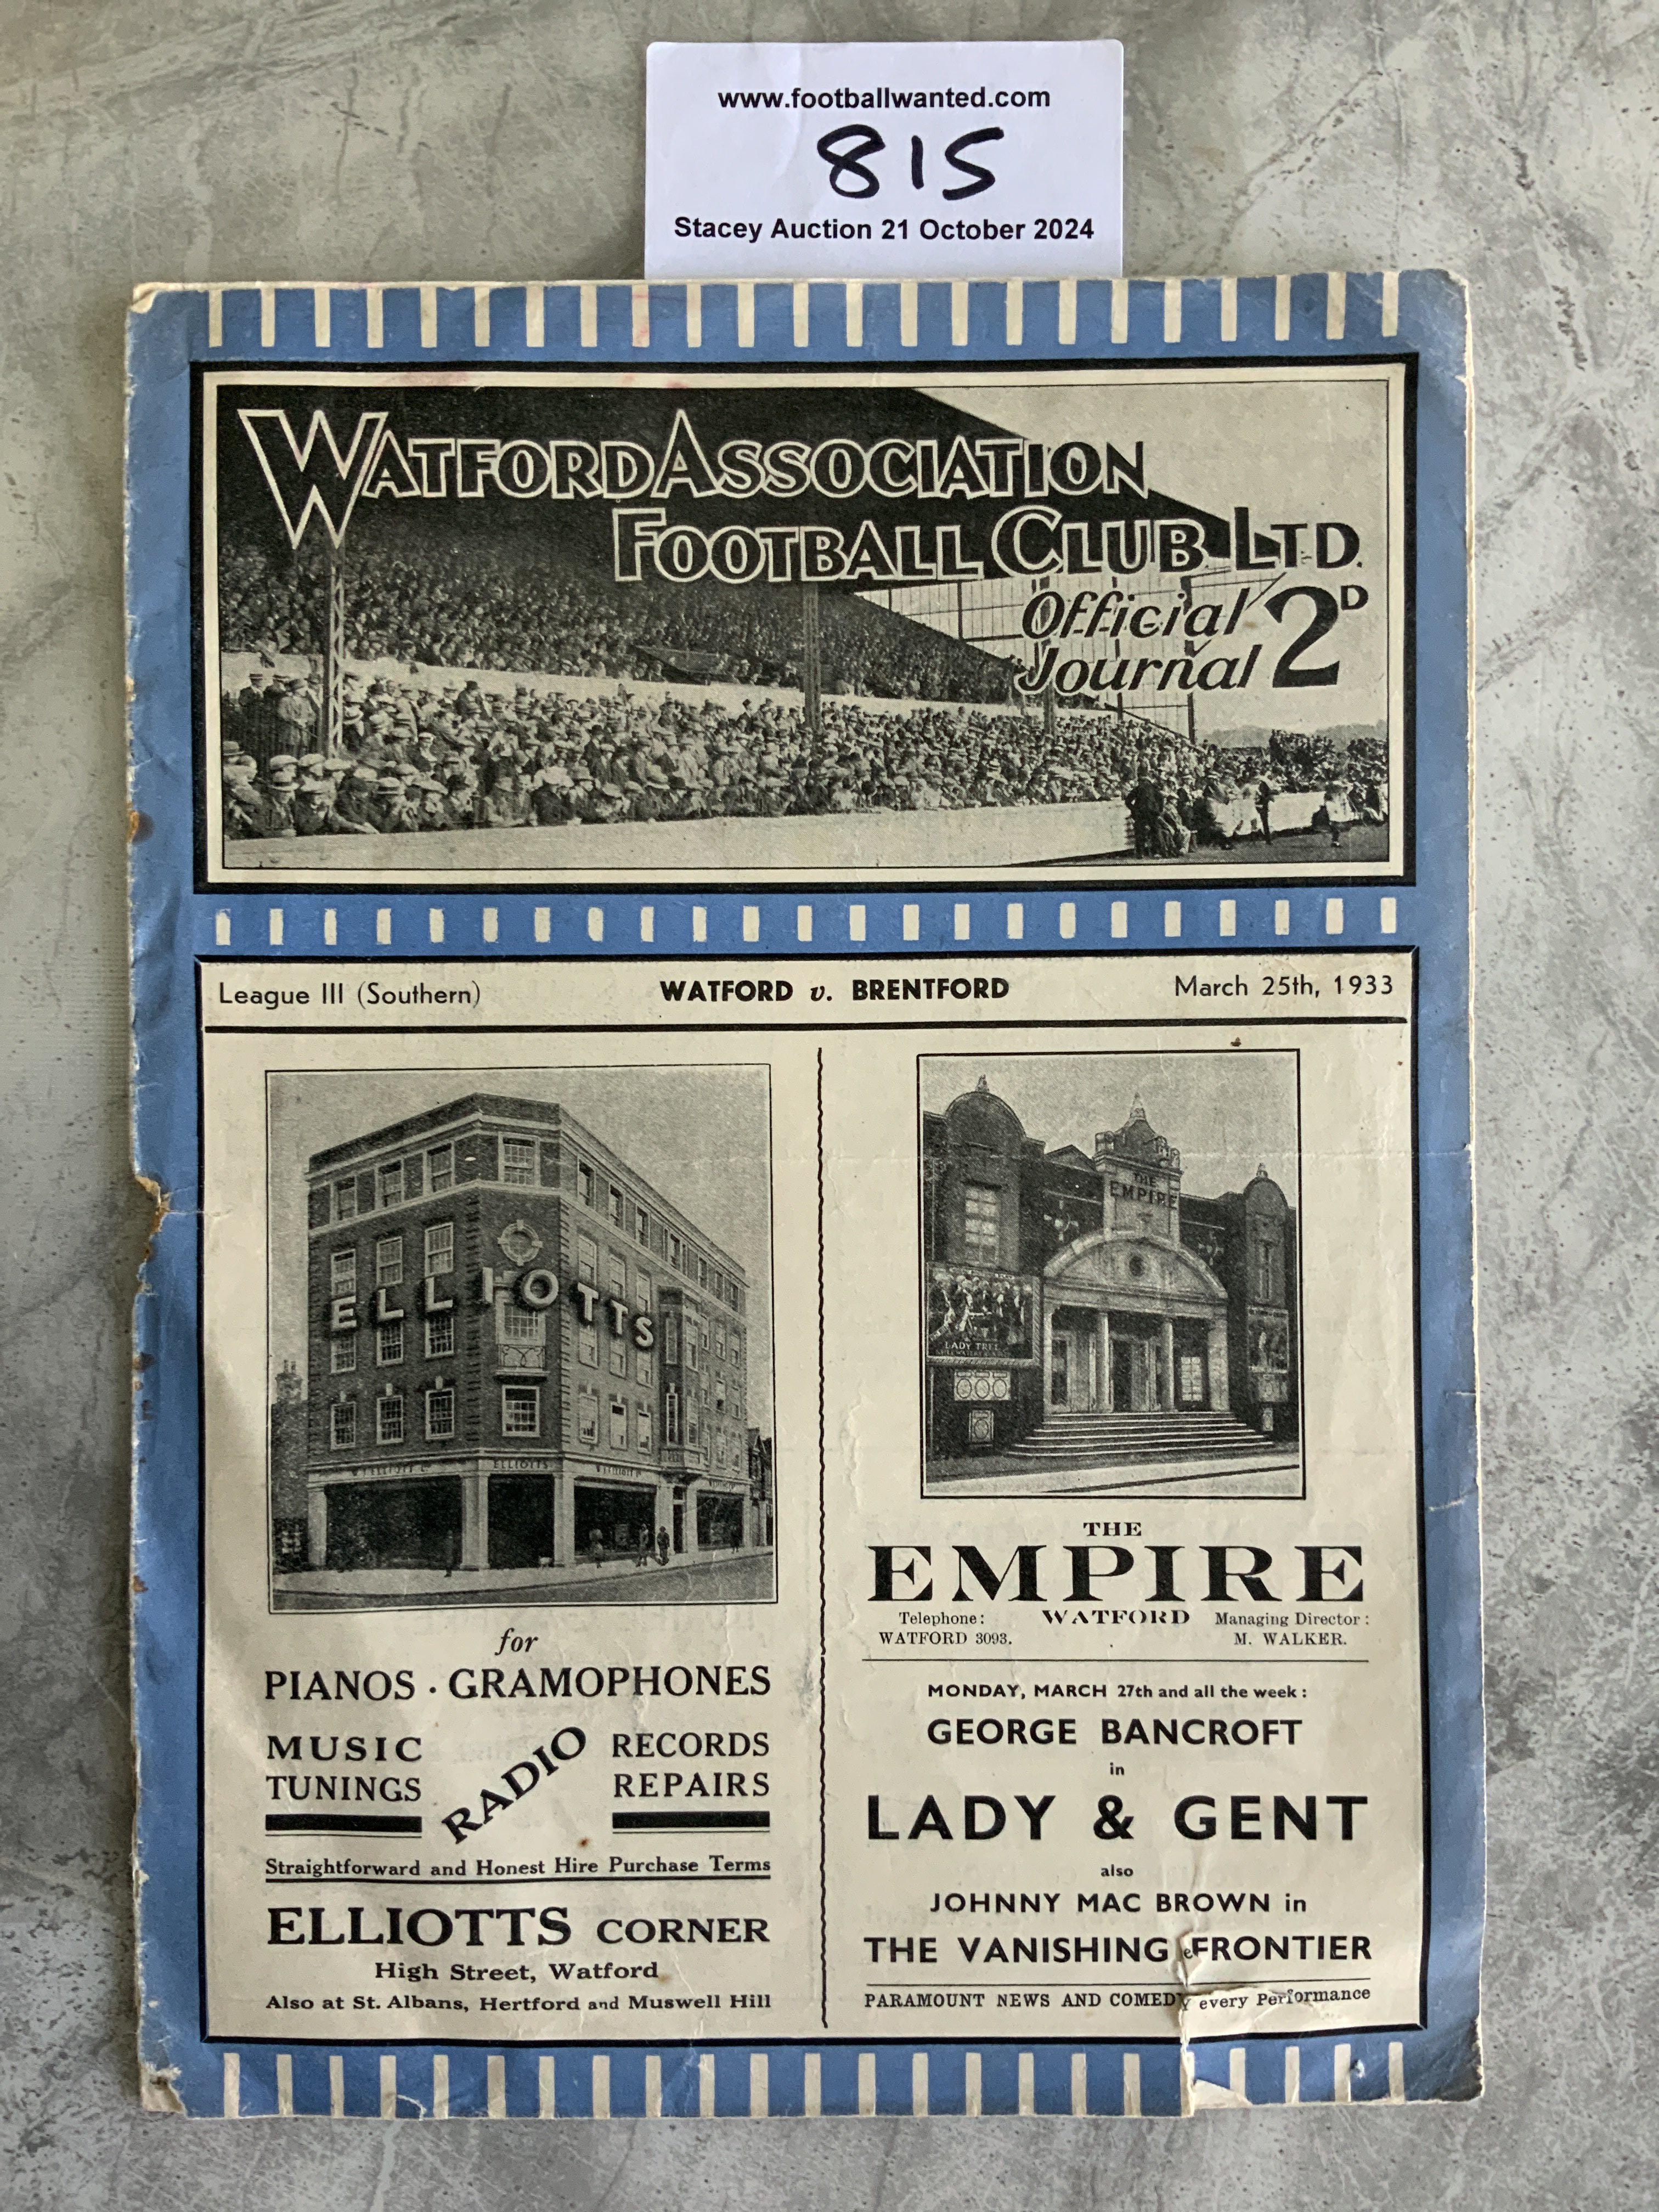 www.footballwanted.com
815
Stacey Auction 21 October 2024
WATFORD ASSOCIATION
FOOTBALL CLUB LTD.
Official
Journal 2D
League III (Southern) WATFORD v. BRENTFORD March 25th, 1933
ELLIOTTS
ELLIOTTS
for
PIANOS · GRAMOPHONES
MUSIC RADIO RECORDS
TUNINGS REPAIRS
Straightforward and Honest Hire Purchase Terms
ELLIOTTS CORNER
High Street, Watford
Also at St. Albans, Hertford and Muswell Hill
THE
EMPIRE
LADY TREE
THE
EMPIRE
Telephone: WATFORD Managing Director:
WATFORD 3093. M. WALKER.
MONDAY, MARCH 27th and all the week:
GEORGE BANCROFT
in
LADY & GENT
also
JOHNNY MAC BROWN in
THE VANISHING FRONTIER
PARAMOUNT NEWS AND COMEDY every Performance